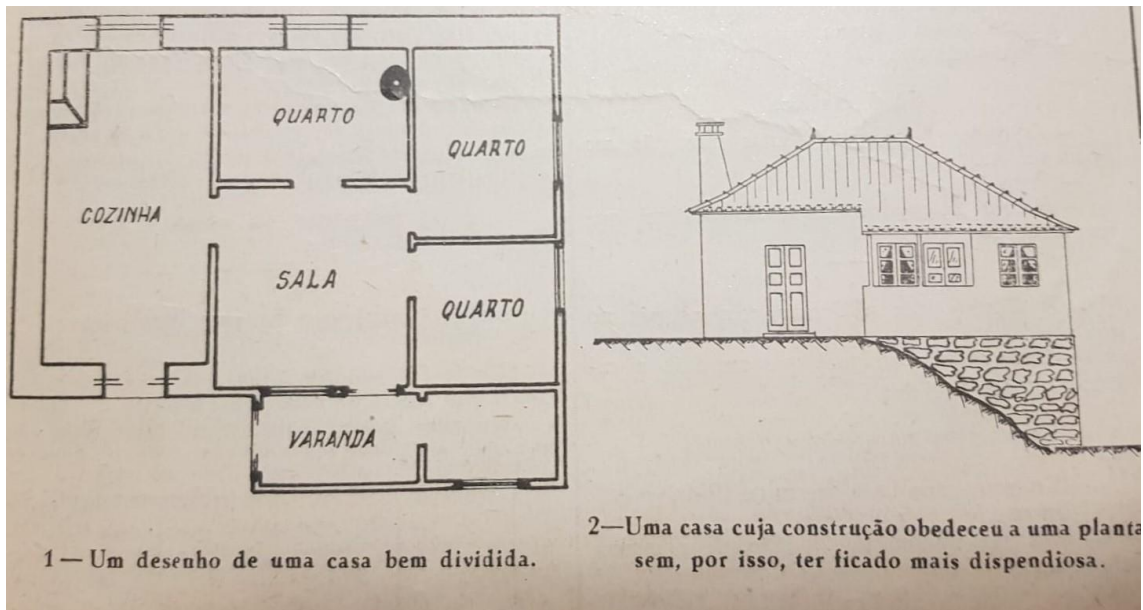 QUARTO
QUARTO
COZINHA
SALA
QUARTO
VARANDA
1 — Um desenho de uma casa bem dividida.
2—Uma casa cuja construção obedeceu a uma planta
sem, por isso, ter ficado mais dispendiosa.